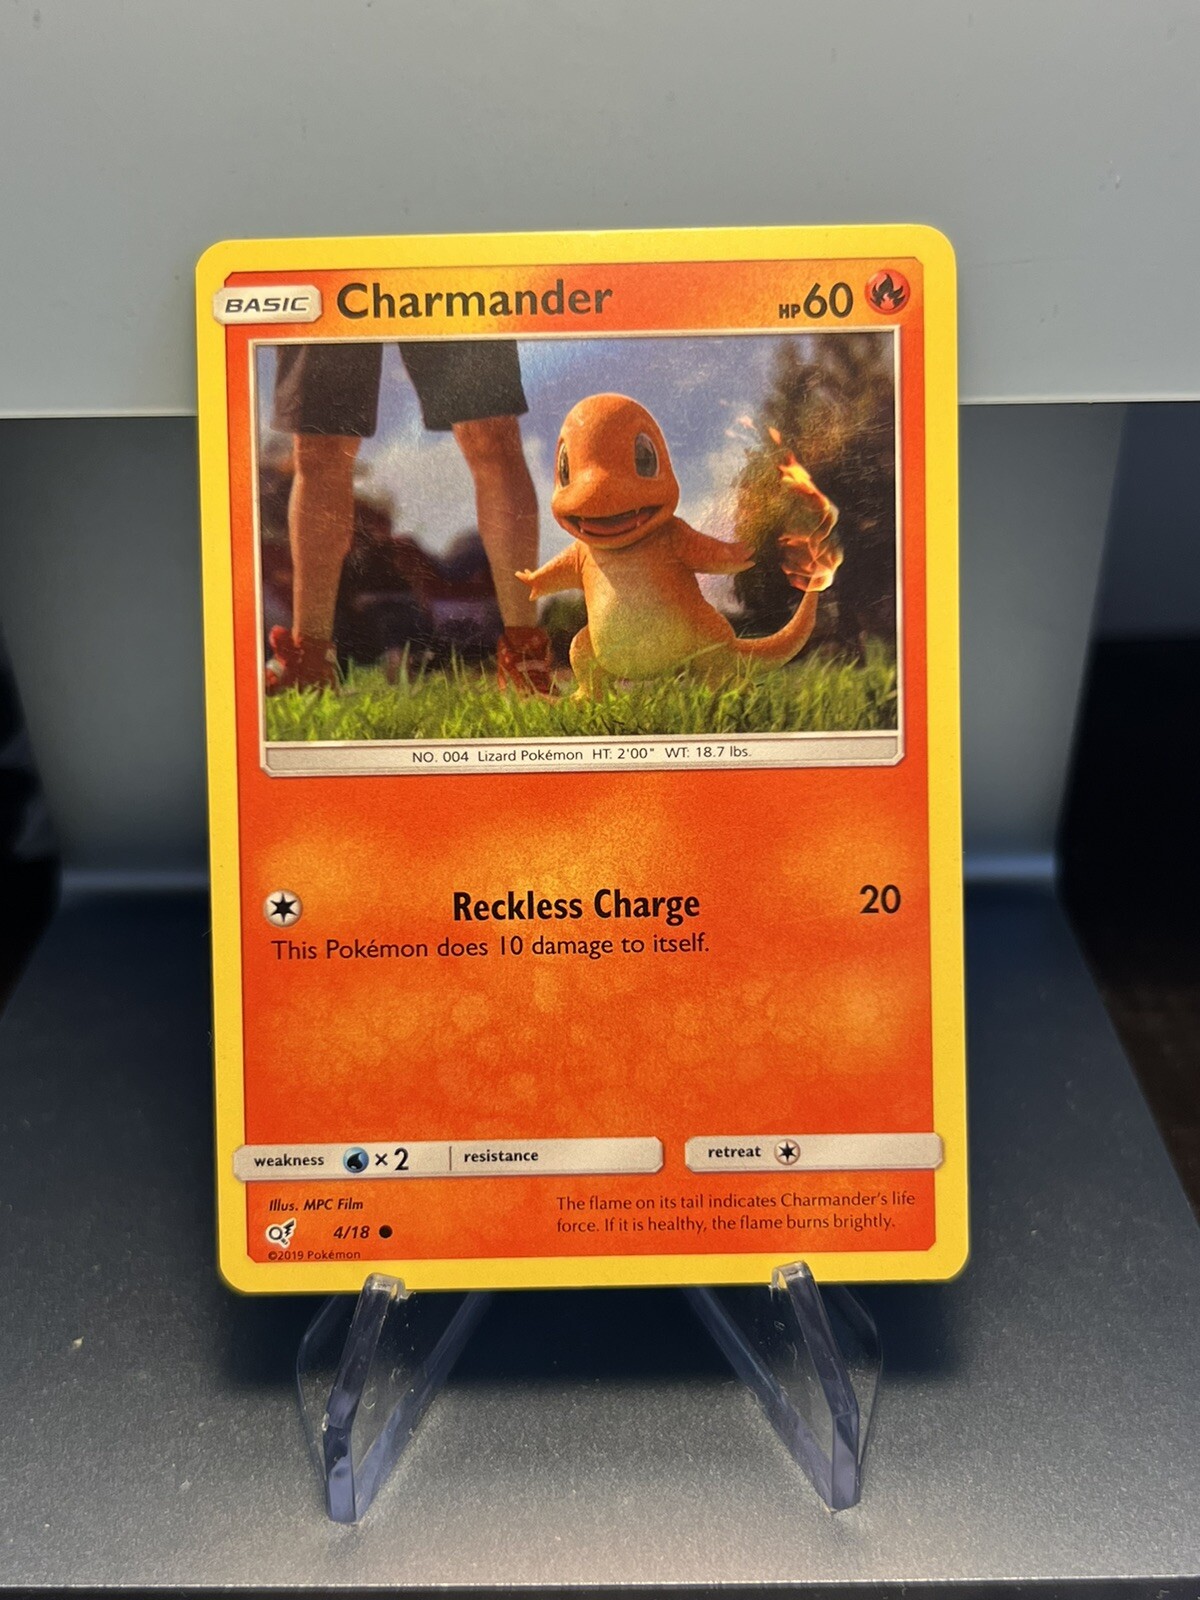 BASIC Charmander HP 60
NO. 004 Lizard Pokémon HT: 2'00" WT: 18.7 lbs.
Reckless Charge 20
This Pokémon does 10 damage to itself.
weakness ×2 resistance retreat
Illus. MPC Film
4/18
©2019 Pokémon
The flame on its tail indicates Charmander's life
force. If it is healthy, the flame burns brightly.